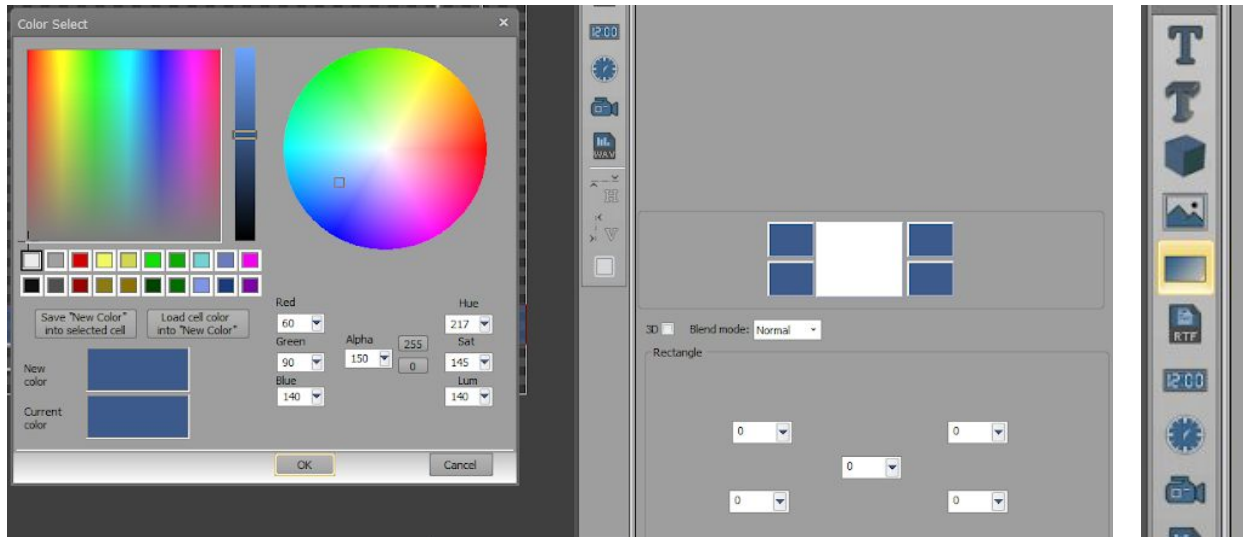 Color Select
Save "New Color"
into selected cell
Load cell color
into "New Color"
New
color
Current
color
Red
60
Green
90
Blue
140
Alpha
150
255
0
Hue
217
Sat
145
Lum
140
OK
Cancel
12:00
WAV
H
V
3D
Blend mode: Normal
Rectangle
0
0
0
0
0
T
T
RTF
12:00